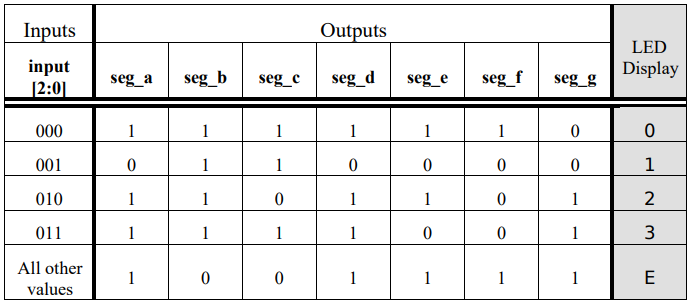 Inputs Outputs LED Display
input [2:0] seg_a seg_b seg_c seg_d seg_e seg_f seg_g
000 1 1 1 1 1 1 0 0
001 0 1 1 0 0 0 0 1
010 1 1 0 1 1 0 1 2
011 1 1 1 1 0 0 1 3
All other values 1 0 0 1 1 1 1 E